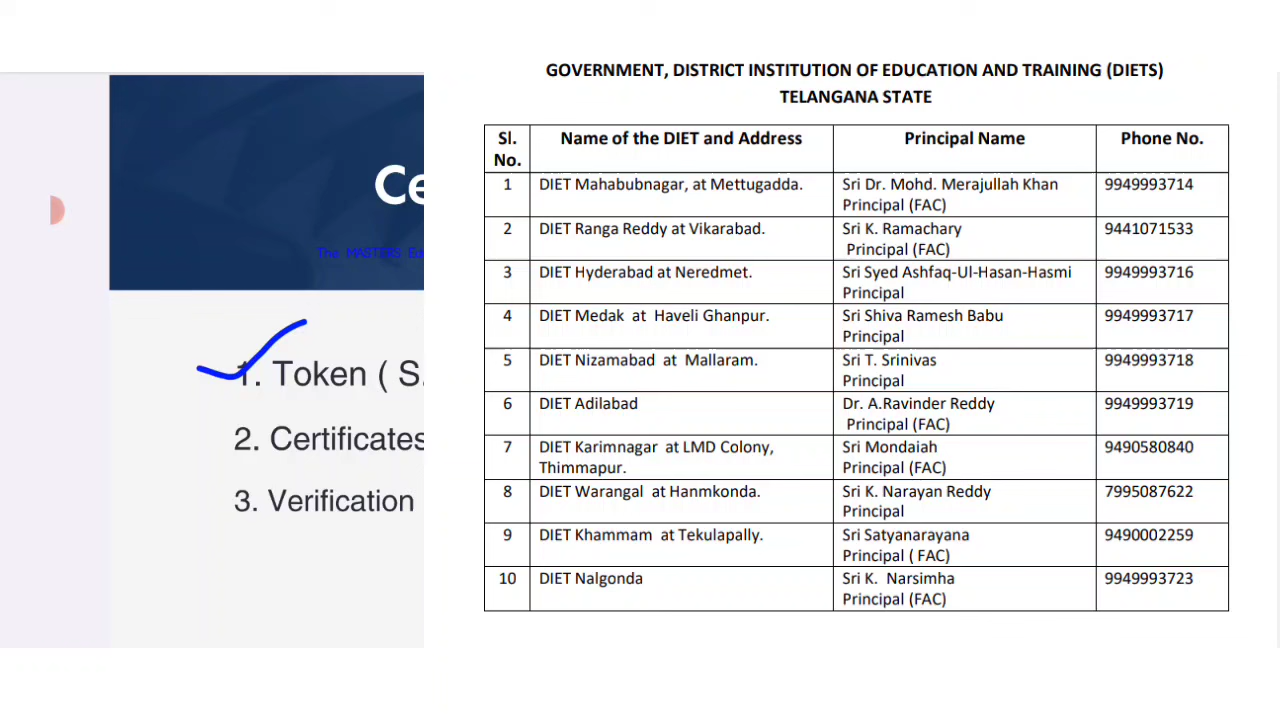 GOVERNMENT, DISTRICT INSTITUTION OF EDUCATION AND TRAINING (DIETS)
TELANGANA STATE
Sl. No. Name of the DIET and Address Principal Name Phone No.
1 DIET Mahabubnagar, at Mettugadda. Sri Dr. Mohd. Merajullah Khan 9949993714
Principal (FAC)
2 DIET Ranga Reddy at Vikarabad. Sri K. Ramachary 9441071533
Principal (FAC)
3 DIET Hyderabad at Neredmet. Sri Syed Ashfaq-Ul-Hasan-Hasmi 9949993716
Principal
4 DIET Medak at Haveli Ghanpur. Sri Shiva Ramesh Babu 9949993717
Principal
5 DIET Nizamabad at Mallaram. Sri T. Srinivas 9949993718
Principal
6 DIET Adilabad Dr. A.Ravinder Reddy 9949993719
Principal (FAC)
7 DIET Karimnagar at LMD Colony, Sri Mondaiah 9490580840
Thimmapur. Principal (FAC)
8 DIET Warangal at Hanmkonda. Sri K. Narayan Reddy 7995087622
Principal
9 DIET Khammam at Tekulapally. Sri Satyanarayana 9490002259
Principal ( FAC)
10 DIET Nalgonda Sri K. Narsimha 9949993723
Principal (FAC)
Ce
The MASTERS Edu
1. Token ( S.
2. Certificates
3. Verification